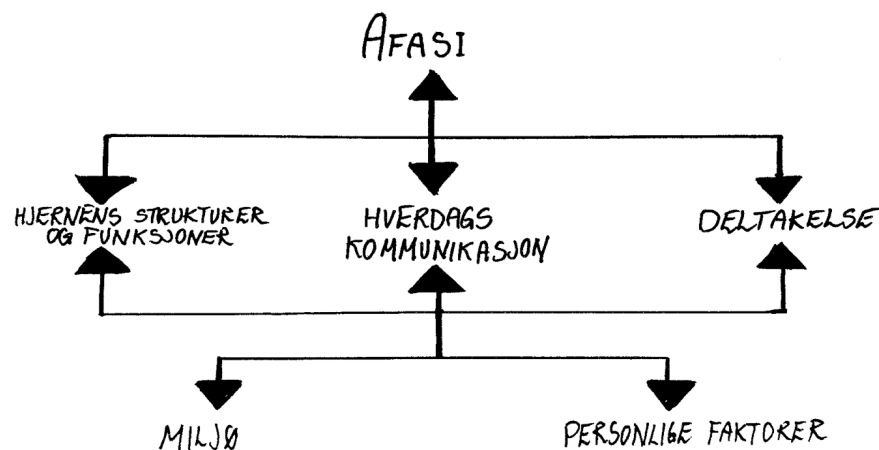 AFASI
HJERNENS STRUKTURER
OG FUNKSJONER
HVERDAGS
KOMMUNIKASJON
DELTAKELSE
MILJØ
PERSONLIGE FAKTORER